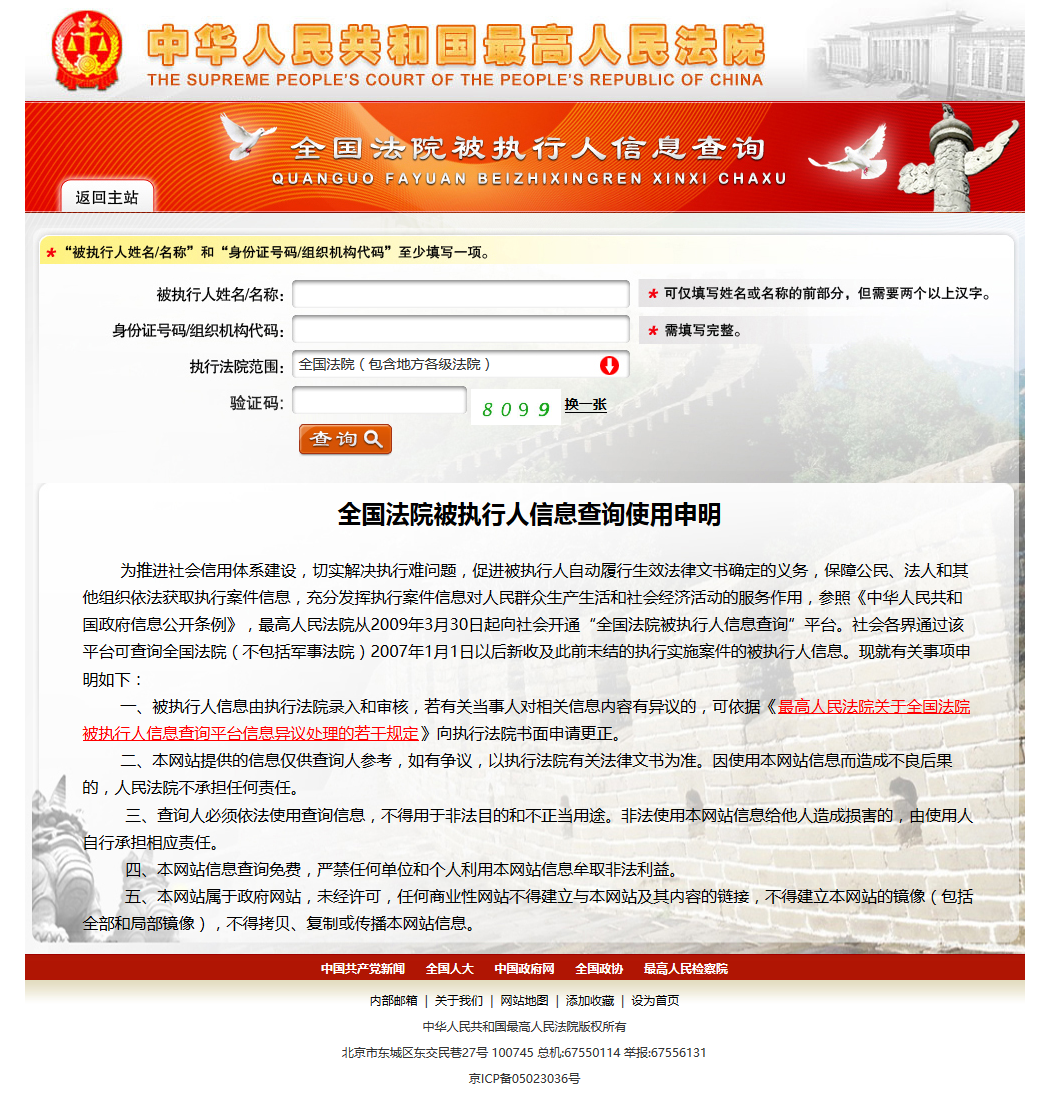 中华人民共和国最高人民法院
THE SUPREME PEOPLE'S COURT OF THE PEOPLE'S REPUBLIC OF CHINA
全国法院被执行人信息查询
QUANGUO FAYUAN BEIZHIXINGREN XINXI CHAXU
返回主站
* “被执行人姓名/名称”和“身份证号码/组织机构代码”至少填写一项。
被执行人姓名/名称: * 可仅填写姓名或名称的前部分，但需要两个以上汉字。
身份证号码/组织机构代码: * 需填写完整。
执行法院范围: 全国法院（包含地方各级法院）
验证码: 8099 换一张
查询
全国法院被执行人信息查询使用申明
为推进社会信用体系建设，切实解决执行难问题，促进被执行人自动履行生效法律文书确定的义务，保障公民、法人和其
他组织依法获取执行案件信息，充分发挥执行案件信息对人民群众生产生活和社会经济活动的服务作用，参照《中华人民共和
国政府信息公开条例》，最高人民法院从2009年3月30日起向社会开通“全国法院被执行人信息查询”平台。社会各界通过该
平台可查询全国法院（不包括军事法院）2007年1月1日以后新收及此前未结的执行实施案件的被执行人信息。现就有关事项申
明如下：
一、被执行人信息由执行法院录入和审核，若有关当事人对相关信息内容有异议的，可依据《最高人民法院关于全国法院
被执行人信息查询平台信息异议处理的若干规定》向执行法院书面申请更正。
二、本网站提供的信息仅供查询人参考，如有争议，以执行法院有关法律文书为准。因使用本网站信息而造成不良后果
的，人民法院不承担任何责任。
三、查询人必须依法使用查询信息，不得用于非法目的和不正当用途。非法使用本网站信息给他人造成损害的，由使用人
自行承担相应责任。
四、本网站信息查询免费，严禁任何单位和个人利用本网站信息牟取非法利益。
五、本网站属于政府网站，未经许可，任何商业性网站不得建立与本网站及其内容的链接，不得建立本网站的镜像（包括
全部和局部镜像），不得拷贝、复制或传播本网站信息。
中国共产党新闻 全国人大 中国政府网 全国政协 最高人民检察院
内部邮箱 | 关于我们 | 网站地图 | 添加收藏 | 设为首页
中华人民共和国最高人民法院版权所有
北京市东城区东交民巷27号 100745 总机:67550114 举报:67556131
京ICP备05023036号